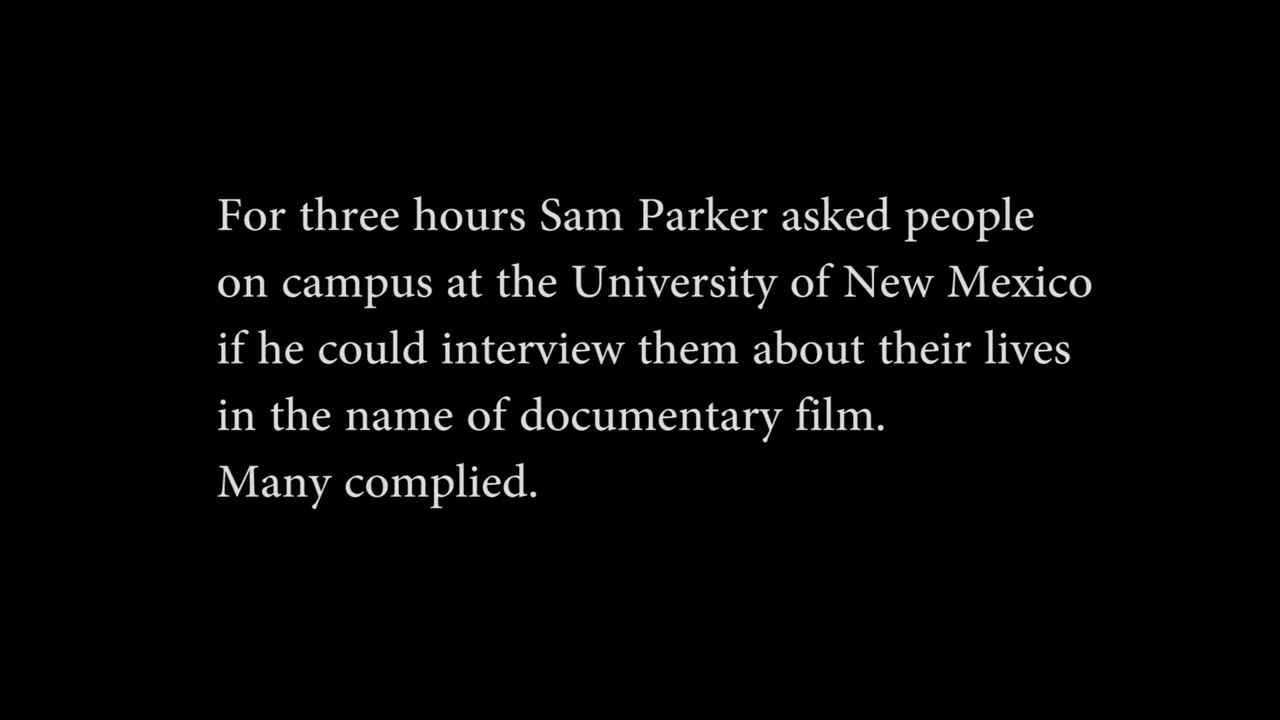 For three hours Sam Parker asked people
on campus at the University of New Mexico
if he could interview them about their lives
in the name of documentary film.
Many complied.